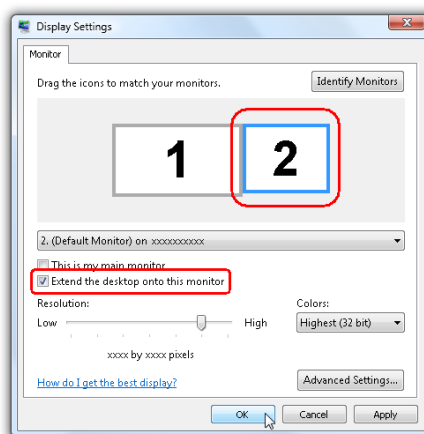 Display Settings
Monitor
Drag the icons to match your monitors.
Identify Monitors
1
2
2. (Default Monitor) on xxxxxxxxxx
This is my main monitor
Extend the desktop onto this monitor
Resolution:
Colors:
Low
High
Highest (32 bit)
xxxx by xxxx pixels
How do I get the best display?
Advanced Settings...
OK
Cancel
Apply